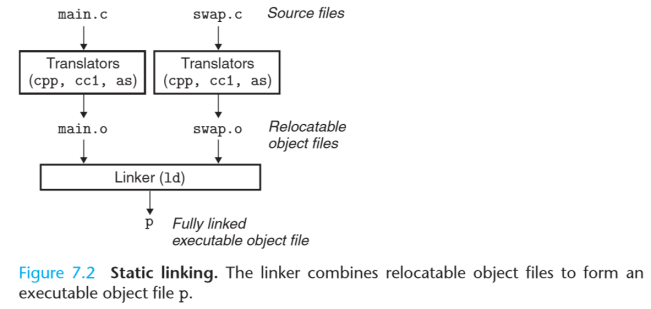 main.c swap.c Source files
Translators Translators
(cpp, cc1, as) (cpp, cc1, as)
main.o swap.o Relocatable
object files
Linker (ld)
p Fully linked
executable object file
Figure 7.2 Static linking. The linker combines relocatable object files to form an
executable object file p.